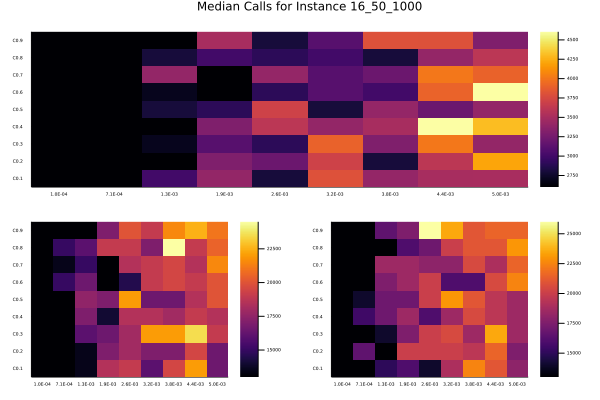 Median Calls for Instance 16_50_1000
C0.9
C0.8
C0.7
C0.6
C0.5
C0.4
C0.3
C0.2
C0.1
1.8E-04 7.1E-04 1.3E-03 1.9E-03 2.6E-03 3.2E-03 3.8E-03 4.4E-03 5.0E-03
4500
4250
4000
3750
3500
3250
3000
2750
C0.9
C0.8
C0.7
C0.6
C0.5
C0.4
C0.3
C0.2
C0.1
1.0E-04 7.1E-04 1.3E-03 1.9E-03 2.6E-03 3.2E-03 3.8E-03 4.4E-03 5.0E-03
22500
20000
17500
15000
C0.9
C0.8
C0.7
C0.6
C0.5
C0.4
C0.3
C0.2
C0.1
1.0E-04 7.1E-04 1.3E-03 1.9E-03 2.6E-03 3.2E-03 3.8E-03 4.4E-03 5.0E-03
25000
22500
20000
17500
15000